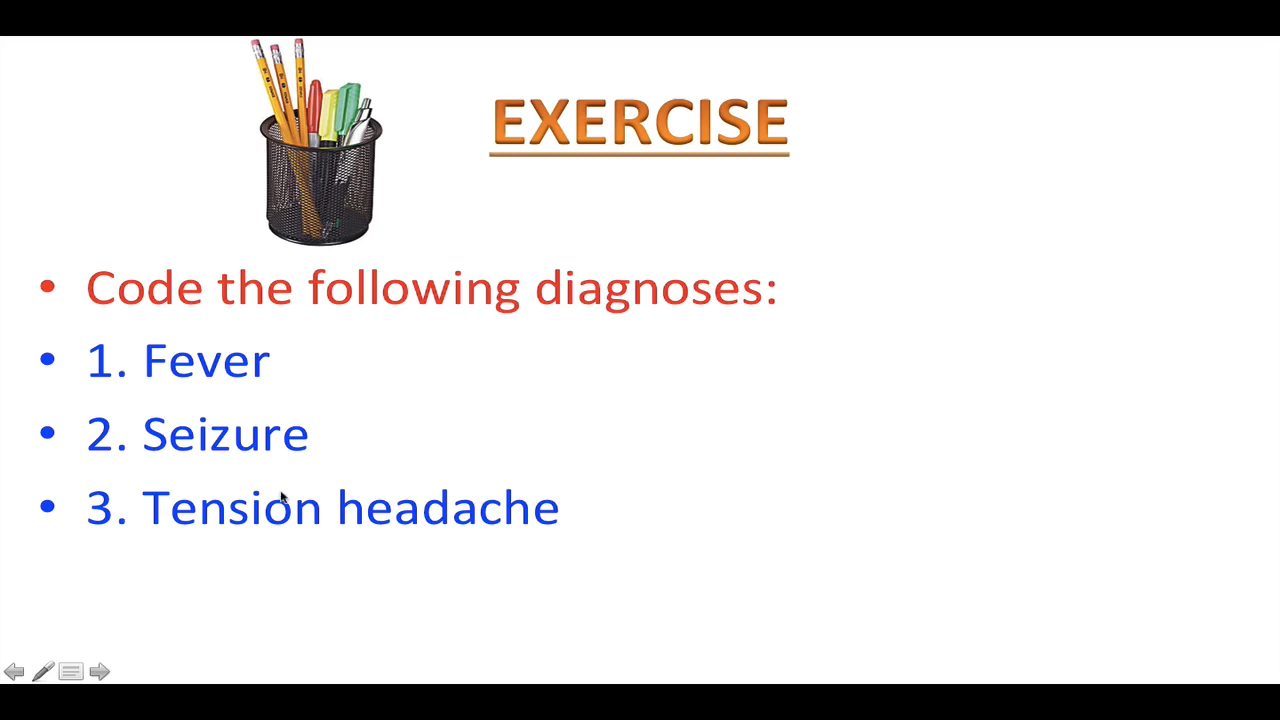 EXERCISE
• Code the following diagnoses:
• 1. Fever
• 2. Seizure
• 3. Tension headache